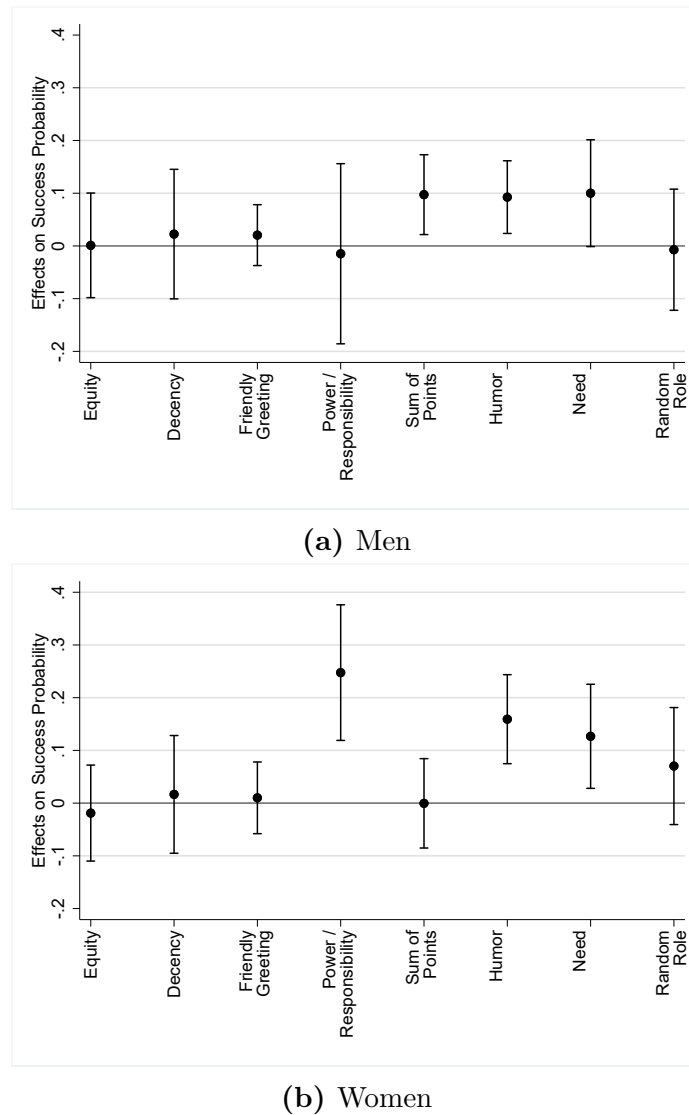 Effects on Success Probability
.4
.3
.2
.1
0
-.1
-.2
Equity
Decency
Friendly
Greeting
Power /
Responsibility
Sum of
Points
Humor
Need
Random
Role
(a) Men
Effects on Success Probability
.4
.3
.2
.1
0
-.1
-.2
Equity
Decency
Friendly
Greeting
Power /
Responsibility
Sum of
Points
Humor
Need
Random
Role
(b) Women